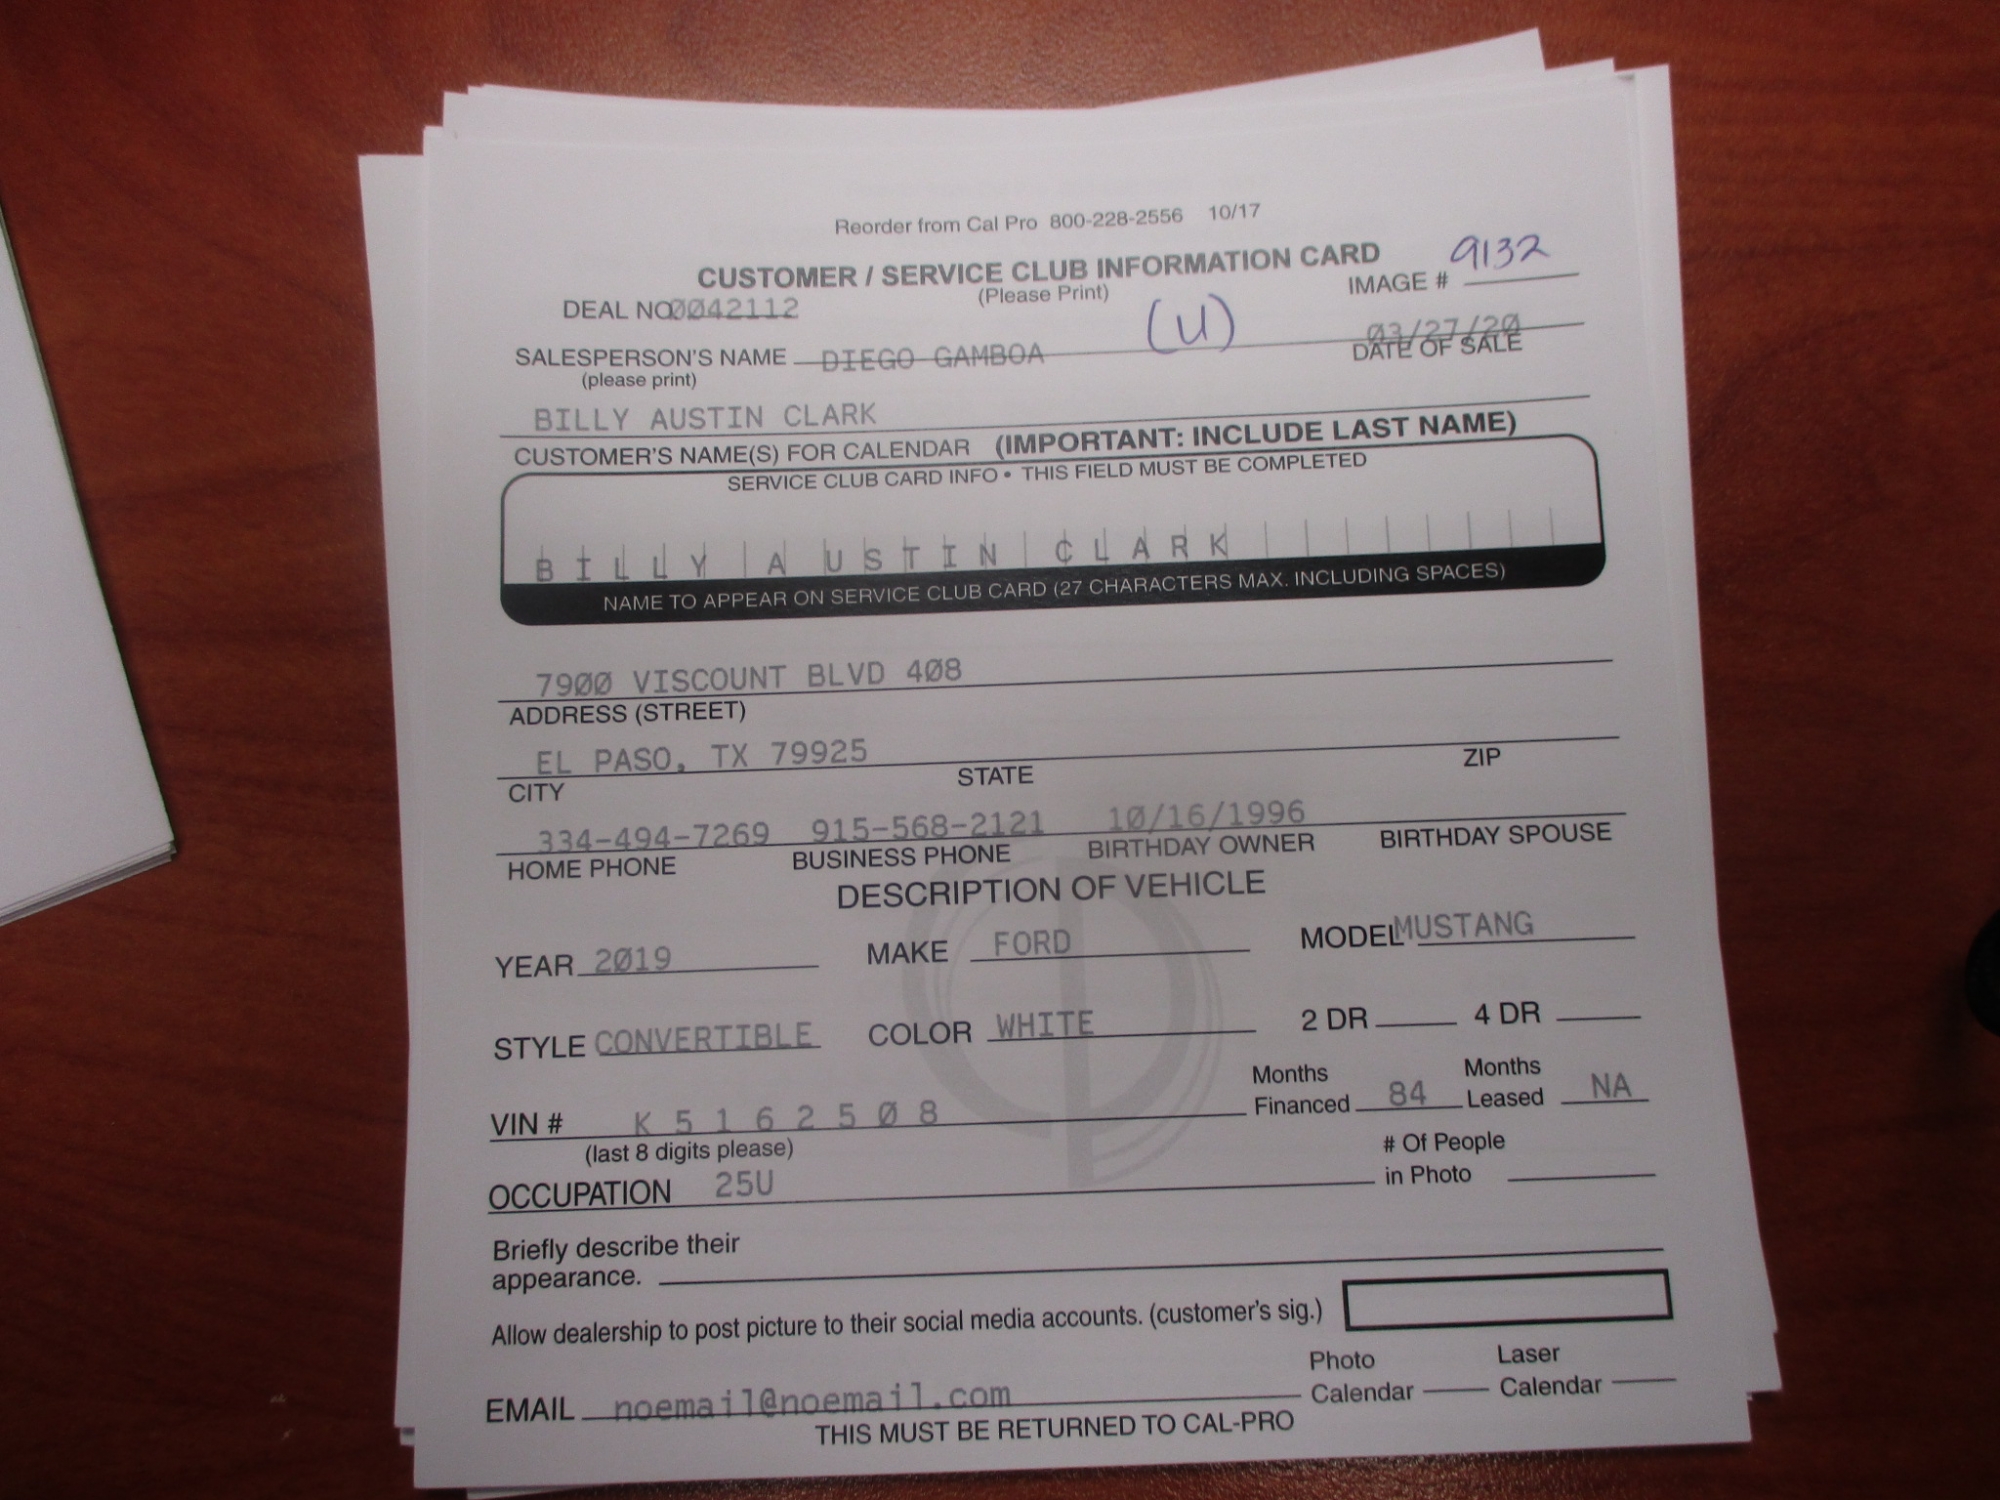 Reorder from Cal Pro 800-228-2556 10/17
CUSTOMER / SERVICE CLUB INFORMATION CARD
(Please Print)
IMAGE # 9132
DEAL NO 0042112
(U)
SALESPERSON'S NAME DIEGO GAMBOA
(please print)
03/27/20
DATE OF SALE
BILLY AUSTIN CLARK
CUSTOMER'S NAME(S) FOR CALENDAR (IMPORTANT: INCLUDE LAST NAME)
SERVICE CLUB CARD INFO • THIS FIELD MUST BE COMPLETED
BILLY AUSTIN CLARK
NAME TO APPEAR ON SERVICE CLUB CARD (27 CHARACTERS MAX. INCLUDING SPACES)
7900 VISCOUNT BLVD 408
ADDRESS (STREET)
EL PASO, TX 79925
CITY STATE ZIP
334-494-7269 915-568-2121 10/16/1996
HOME PHONE BUSINESS PHONE BIRTHDAY OWNER BIRTHDAY SPOUSE
DESCRIPTION OF VEHICLE
YEAR 2019 MAKE FORD MODEL MUSTANG
STYLE CONVERTIBLE COLOR WHITE 2 DR 4 DR
VIN # K 5 1 6 2 5 0 8 Months Financed 84 Months Leased NA
(last 8 digits please)
OCCUPATION 25U # Of People in Photo
Briefly describe their
appearance.
Allow dealership to post picture to their social media accounts. (customer's sig.)
EMAIL noemail@noemail.com Photo Calendar Laser Calendar
THIS MUST BE RETURNED TO CAL-PRO